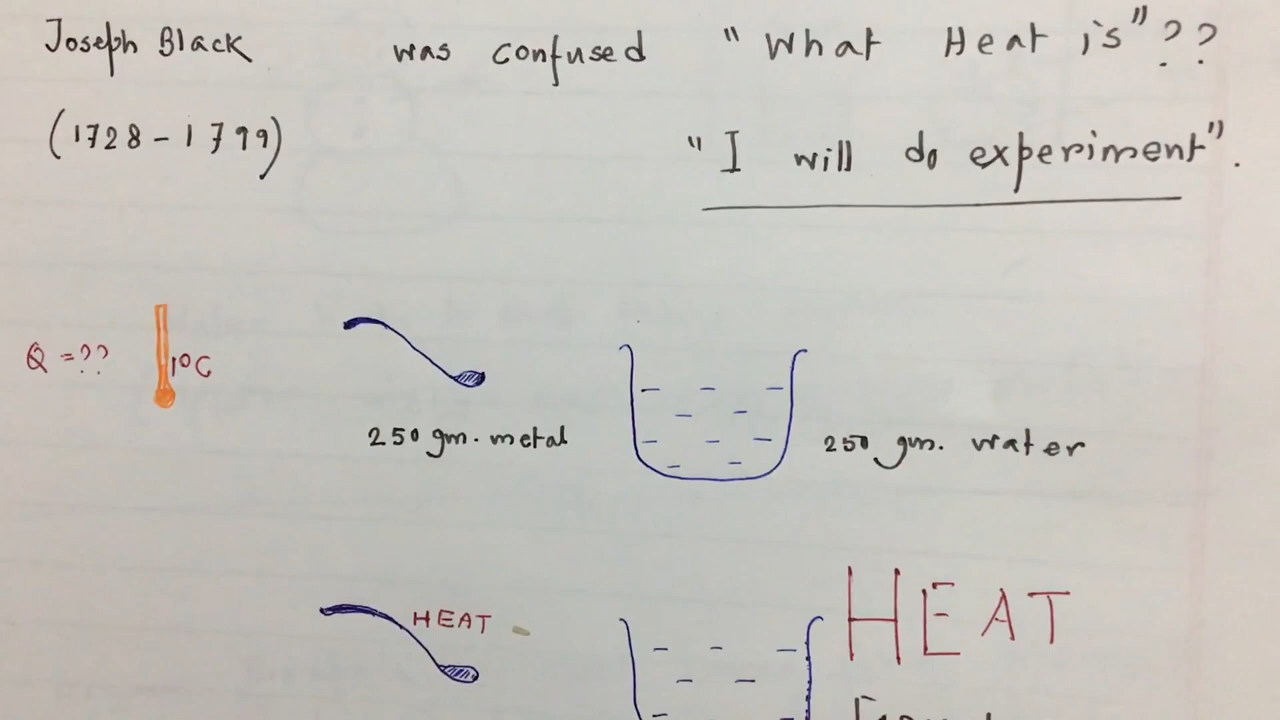 Joseph Black was confused "What Heat is"??
(1728-1799) "I will do experiment".
Q =?? 1°C
250 gm. metal 250 gm. water
HEAT HEAT